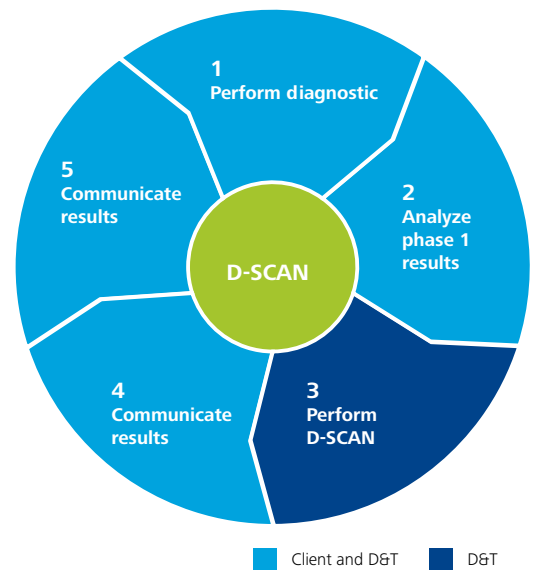 1
Perform diagnostic
2
Analyze
phase 1
results
3
Perform
D-SCAN
4
Communicate
results
5
Communicate
results
D-SCAN
Client and D&T
D&T